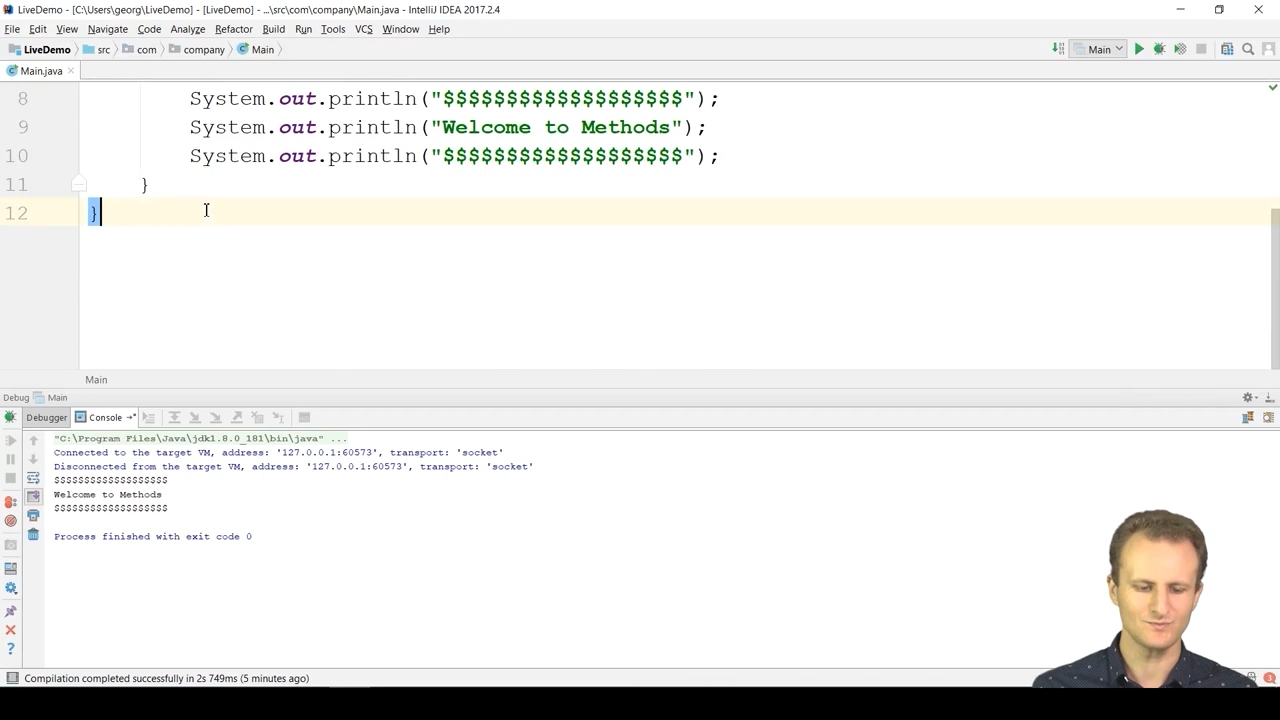 LiveDemo - [C:\Users\georg\LiveDemo] - [LiveDemo] - ...\src\com\company\Main.java - IntelliJ IDEA 2017.2.4
File Edit View Navigate Code Analyze Refactor Build Run Tools VCS Window Help
LiveDemo src com company Main Main
Main.java
8 System.out.println("$$$$$$$$$$$$$$$$$$$");
9 System.out.println("Welcome to Methods");
10 System.out.println("$$$$$$$$$$$$$$$$$$$");
11 }
12 }
Main
Debug Main
Debugger Console
"C:\Program Files\Java\jdk1.8.0_181\bin\java" ...
Connected to the target VM, address: '127.0.0.1:60573', transport: 'socket'
Disconnected from the target VM, address: '127.0.0.1:60573', transport: 'socket'
$$$$$$$$$$$$$$$$$$$
Welcome to Methods
$$$$$$$$$$$$$$$$$$$
Process finished with exit code 0
Compilation completed successfully in 2s 749ms (5 minutes ago) 3